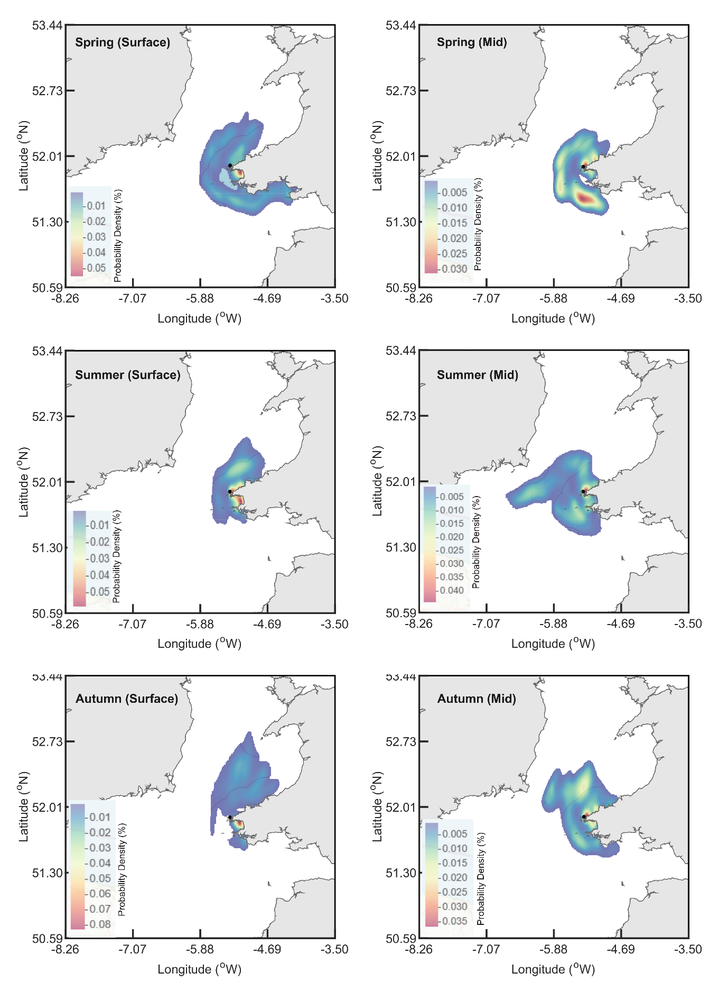 Spring (Surface)
53.44
52.73
52.01
51.30
50.59
Latitude (°N)
0.01
0.02
0.03
0.04
0.05
Probability Density (%)
-8.26 -7.07 -5.88 -4.69 -3.50
Longitude (°W)
Spring (Mid)
53.44
52.73
52.01
51.30
50.59
Latitude (°N)
0.005
0.010
0.015
0.020
0.025
0.030
Probability Density (%)
-8.26 -7.07 -5.88 -4.69 -3.50
Longitude (°W)
Summer (Surface)
53.44
52.73
52.01
51.30
50.59
Latitude (°N)
0.01
0.02
0.03
0.04
0.05
Probability Density (%)
-8.26 -7.07 -5.88 -4.69 -3.50
Longitude (°W)
Summer (Mid)
53.44
52.73
52.01
51.30
50.59
Latitude (°N)
0.005
0.010
0.015
0.020
0.025
0.030
0.035
0.040
Probability Density (%)
-8.26 -7.07 -5.88 -4.69 -3.50
Longitude (°W)
Autumn (Surface)
53.44
52.73
52.01
51.30
50.59
Latitude (°N)
0.01
0.02
0.03
0.04
0.05
0.06
0.07
0.08
Probability Density (%)
-8.26 -7.07 -5.88 -4.69 -3.50
Longitude (°W)
Autumn (Mid)
53.44
52.73
52.01
51.30
50.59
Latitude (°N)
0.005
0.010
0.015
0.020
0.025
0.030
0.035
Probability Density (%)
-8.26 -7.07 -5.88 -4.69 -3.50
Longitude (°W)